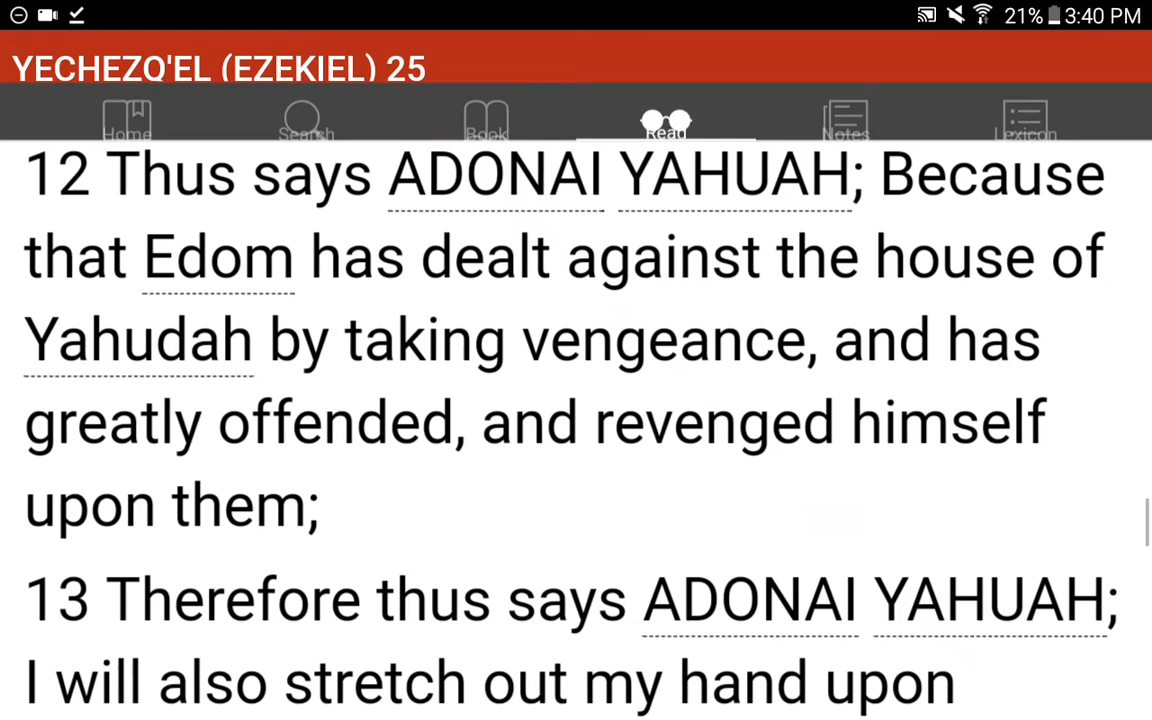 21% 3:40 PM
YECHEZQ'EL (EZEKIEL) 25
Home Search Book Read Notes Lexicon
12 Thus says ADONAI YAHUAH; Because
that Edom has dealt against the house of
Yahudah by taking vengeance, and has
greatly offended, and revenged himself
upon them;
13 Therefore thus says ADONAI YAHUAH;
I will also stretch out my hand upon